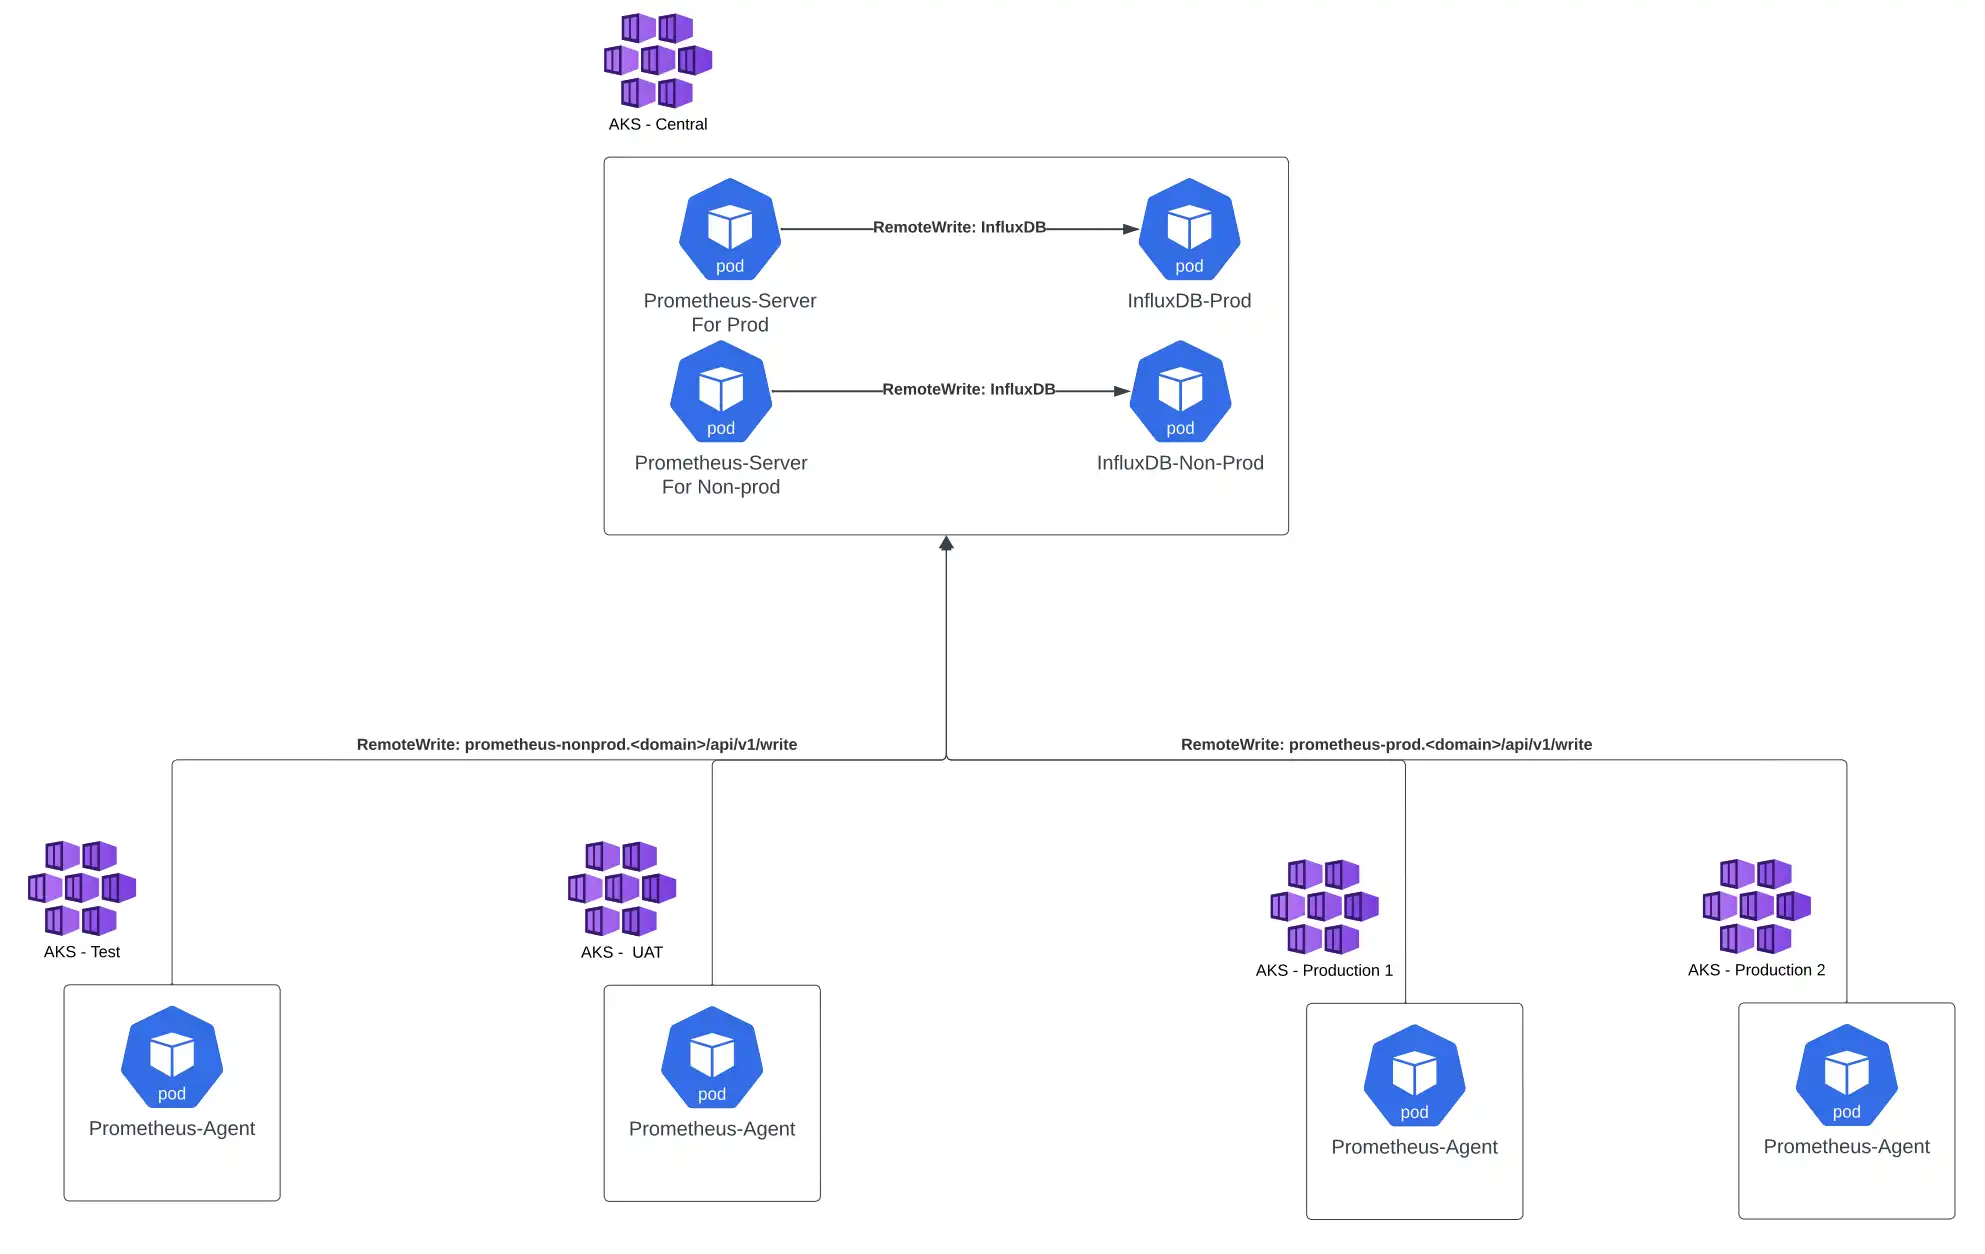 AKS - Central
pod
RemoteWrite: InfluxDB
pod
Prometheus-Server
For Prod
InfluxDB-Prod
pod
RemoteWrite: InfluxDB
pod
Prometheus-Server
For Non-prod
InfluxDB-Non-Prod
RemoteWrite: prometheus-nonprod.<domain>/api/v1/write
RemoteWrite: prometheus-prod.<domain>/api/v1/write
AKS - Test
AKS -  UAT
AKS - Production 1
AKS - Production 2
pod
Prometheus-Agent
pod
Prometheus-Agent
pod
Prometheus-Agent
pod
Prometheus-Agent